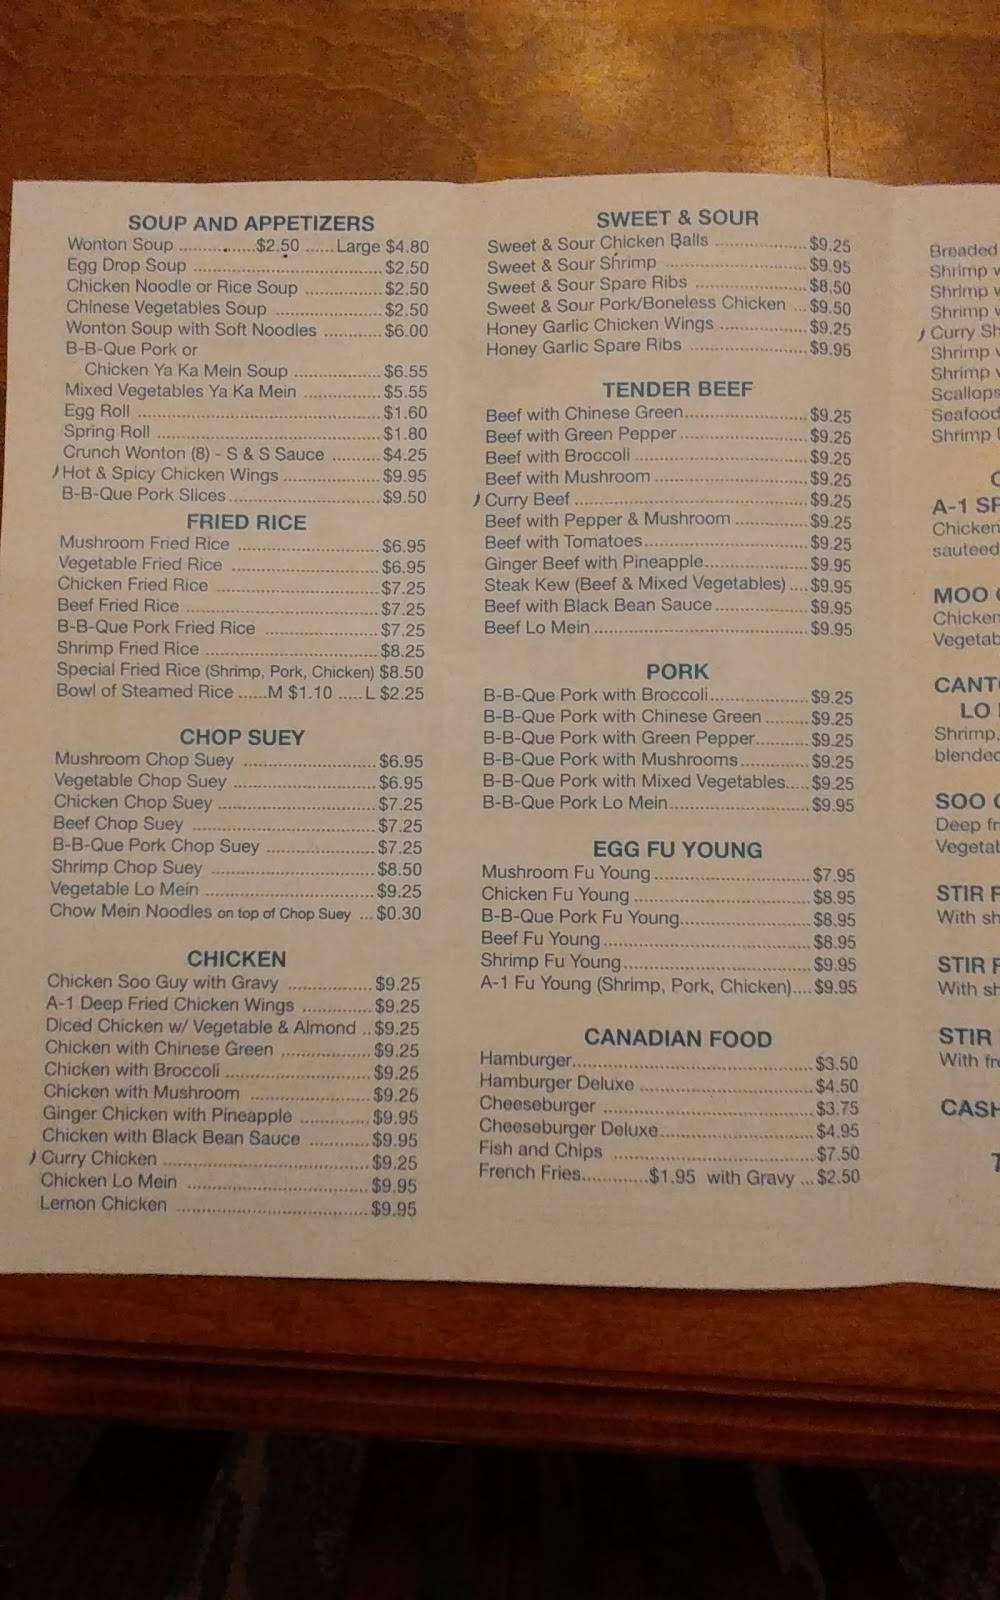 SOUP AND APPETIZERS
Wonton Soup ...................$2.50 ......Large $4.80
Egg Drop Soup ..................................$2.50
Chicken Noodle or Rice Soup ..............$2.50
Chinese Vegetables Soup ...................$2.50
Wonton Soup with Soft Noodles ...........$6.00
B-B-Que Pork or
Chicken Ya Ka Mein Soup ................$6.55
Mixed Vegetables Ya Ka Mein ..............$5.55
Egg Roll ............................................$1.60
Spring Roll ........................................$1.80
Crunch Wonton (8) - S & S Sauce .........$4.25
Hot & Spicy Chicken Wings .................$9.95
B-B-Que Pork Slices ...........................$9.50
FRIED RICE
Mushroom Fried Rice .........................$6.95
Vegetable Fried Rice ..........................$6.95
Chicken Fried Rice .............................$7.25
Beef Fried Rice ..................................$7.25
B-B-Que Pork Fried Rice ....................$7.25
Shrimp Fried Rice ..............................$8.25
Special Fried Rice (Shrimp, Pork, Chicken) $8.50
Bowl of Steamed Rice ......M $1.10 .....L $2.25
CHOP SUEY
Mushroom Chop Suey ........................$6.95
Vegetable Chop Suey ..........................$6.95
Chicken Chop Suey ............................$7.25
Beef Chop Suey .................................$7.25
B-B-Que Pork Chop Suey ....................$7.25
Shrimp Chop Suey ..............................$8.50
Vegetable Lo Mein ..............................$9.25
Chow Mein Noodles on top of Chop Suey ...$0.30
CHICKEN
Chicken Soo Guy with Gravy ................$9.25
A-1 Deep Fried Chicken Wings .............$9.25
Diced Chicken w/ Vegetable & Almond ..$9.25
Chicken with Chinese Green ................$9.25
Chicken with Broccoli ..........................$9.25
Chicken with Mushroom ......................$9.25
Ginger Chicken with Pineapple .............$9.95
Chicken with Black Bean Sauce ...........$9.95
Curry Chicken ....................................$9.25
Chicken Lo Mein ................................$9.95
Lemon Chicken ..................................$9.95
SWEET & SOUR
Sweet & Sour Chicken Balls .................$9.25
Sweet & Sour Shrimp ..........................$9.95
Sweet & Sour Spare Ribs .....................$8.50
Sweet & Sour Pork/Boneless Chicken ...$9.50
Honey Garlic Chicken Wings ................$9.25
Honey Garlic Spare Ribs .....................$9.95
TENDER BEEF
Beef with Chinese Green......................$9.25
Beef with Green Pepper.......................$9.25
Beef with Broccoli ...............................$9.25
Beef with Mushroom ...........................$9.25
Curry Beef .........................................$9.25
Beef with Pepper & Mushroom .............$9.25
Beef with Tomatoes.............................$9.25
Ginger Beef with Pineapple..................$9.95
Steak Kew (Beef & Mixed Vegetables) ....$9.95
Beef with Black Bean Sauce.................$9.95
Beef Lo Mein ......................................$9.95
PORK
B-B-Que Pork with Broccoli..................$9.25
B-B-Que Pork with Chinese Green ........$9.25
B-B-Que Pork with Green Pepper..........$9.25
B-B-Que Pork with Mushrooms.............$9.25
B-B-Que Pork with Mixed Vegetables.....$9.25
B-B-Que Pork Lo Mein.........................$9.95
EGG FU YOUNG
Mushroom Fu Young............................$7.95
Chicken Fu Young ...............................$8.95
B-B-Que Pork Fu Young.......................$8.95
Beef Fu Young....................................$8.95
Shrimp Fu Young.................................$9.95
A-1 Fu Young (Shrimp, Pork, Chicken)....$9.95
CANADIAN FOOD
Hamburger.........................................$3.50
Hamburger Deluxe ..............................$4.50
Cheeseburger ....................................$3.75
Cheeseburger Deluxe...........................$4.95
Fish and Chips ...................................$7.50
French Fries.............$1.95 with Gravy ...$2.50
Breaded
Shrimp
Shrimp
Shrimp
Curry
Shrimp
Shrimp
Scallops
Seafood
Shrimp
A-1
Chicken
sauteed
MOO
Chicken
LO
Shrimp,
blended
SOO
Deep
STIR
With
STIR
With
STIR
With
CASH